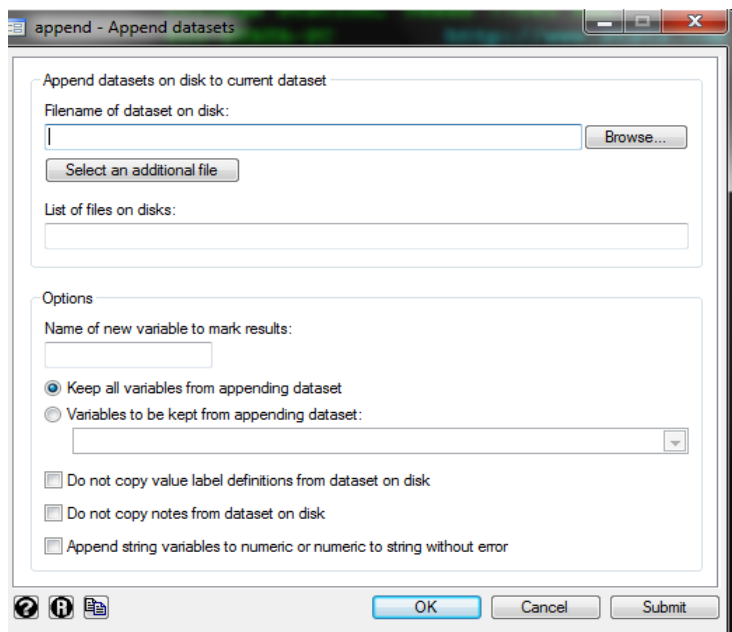 append - Append datasets
Append datasets on disk to current dataset
Filename of dataset on disk:
Browse...
Select an additional file
List of files on disks:
Options
Name of new variable to mark results:
Keep all variables from appending dataset
Variables to be kept from appending dataset:
Do not copy value label definitions from dataset on disk
Do not copy notes from dataset on disk
Append string variables to numeric or numeric to string without error
? R OK Cancel Submit